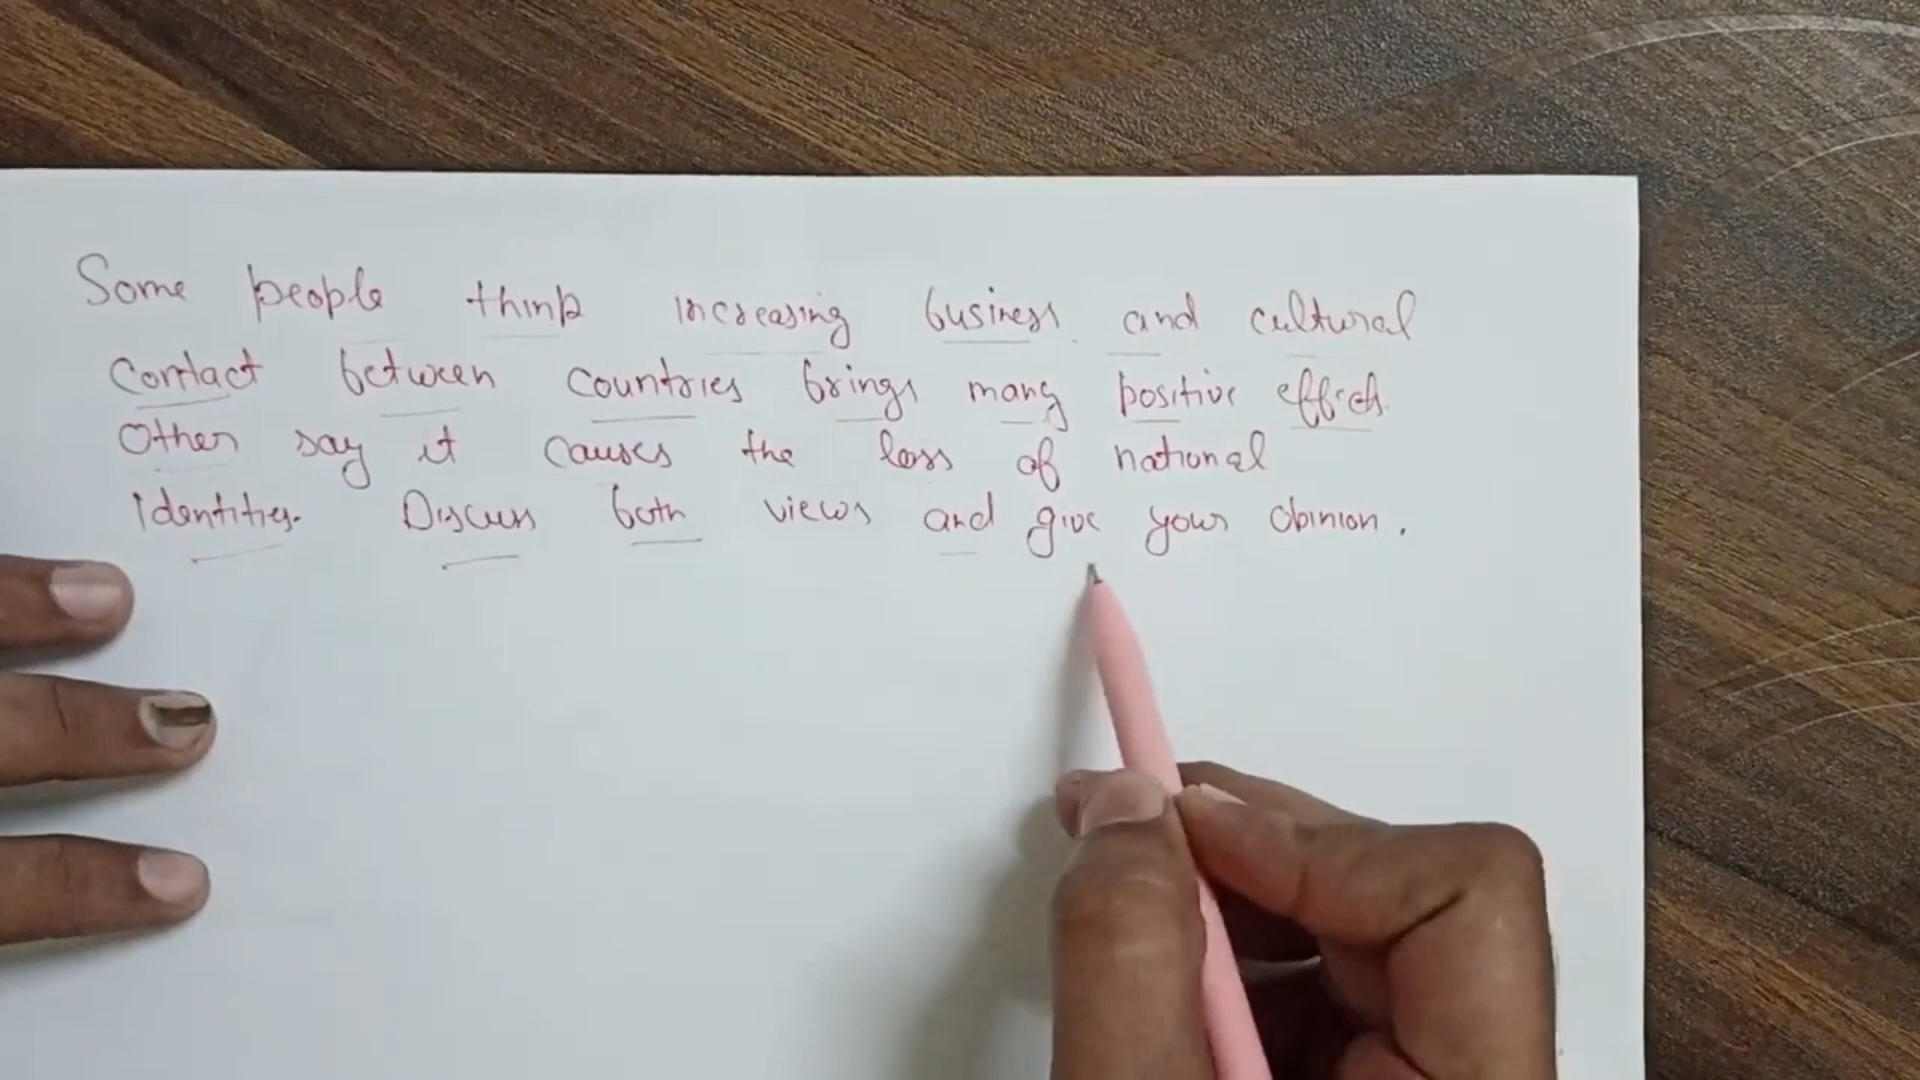 Some people think increasing business and cultural
Contact between countries brings many positive effects.
Other say it causes the loss of national
identities. Discuss both views and give your opinion.